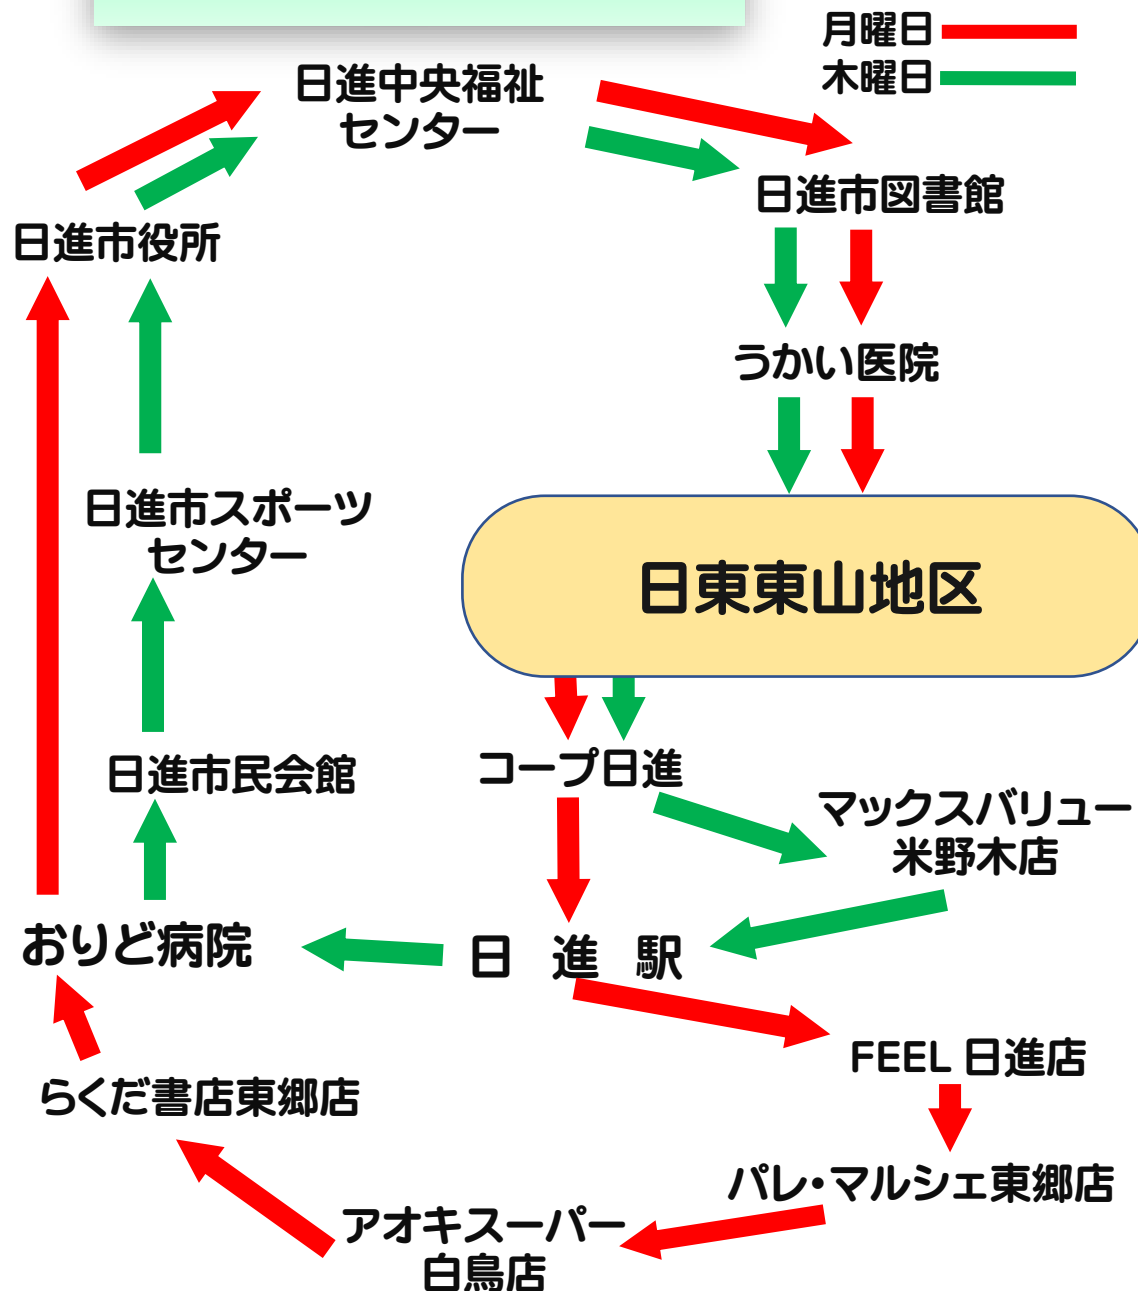 月曜日
木曜日
日進中央福祉
センター
日進市図書館
日進市役所
うかい医院
日進市スポーツ
センター
日東東山地区
コープ日進
日進市民会館
マックスバリュー
米野木店
おりど病院
日進駅
FEEL 日進店
らくだ書店東郷店
パレ・マルシェ東郷店
アオキスーパー
白鳥店